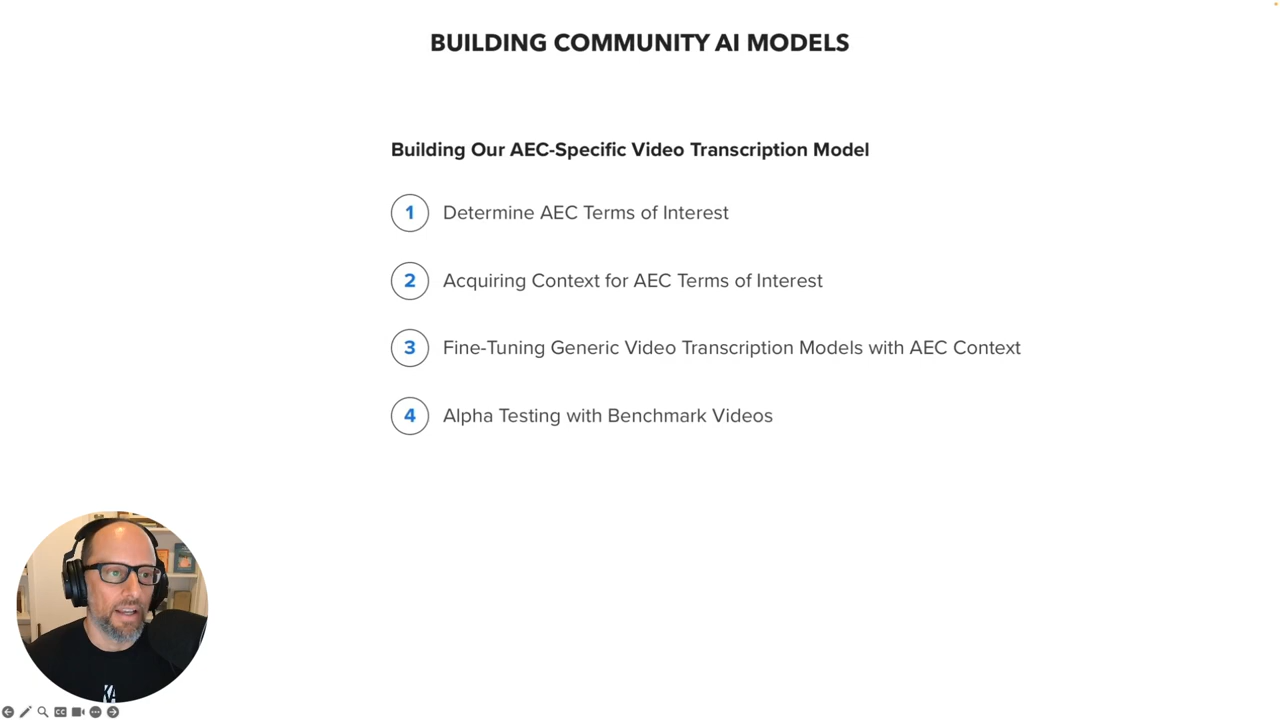 BUILDING COMMUNITY AI MODELS
Building Our AEC-Specific Video Transcription Model
1 Determine AEC Terms of Interest
2 Acquiring Context for AEC Terms of Interest
3 Fine-Tuning Generic Video Transcription Models with AEC Context
4 Alpha Testing with Benchmark Videos
KA
CC